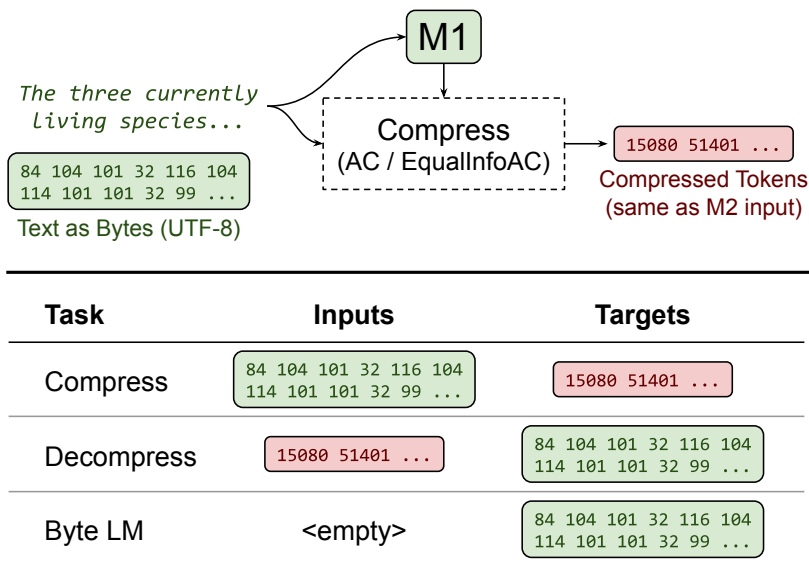 M1
The three currently
living species...
84 104 101 32 116 104
114 101 101 32 99 ...
Text as Bytes (UTF-8)
Compress
(AC / EqualInfoAC)
15080 51401 ...
Compressed Tokens
(same as M2 input)
Task Inputs Targets
Compress
84 104 101 32 116 104
114 101 101 32 99 ...
15080 51401 ...
Decompress
15080 51401 ...
84 104 101 32 116 104
114 101 101 32 99 ...
Byte LM
<empty>
84 104 101 32 116 104
114 101 101 32 99 ...